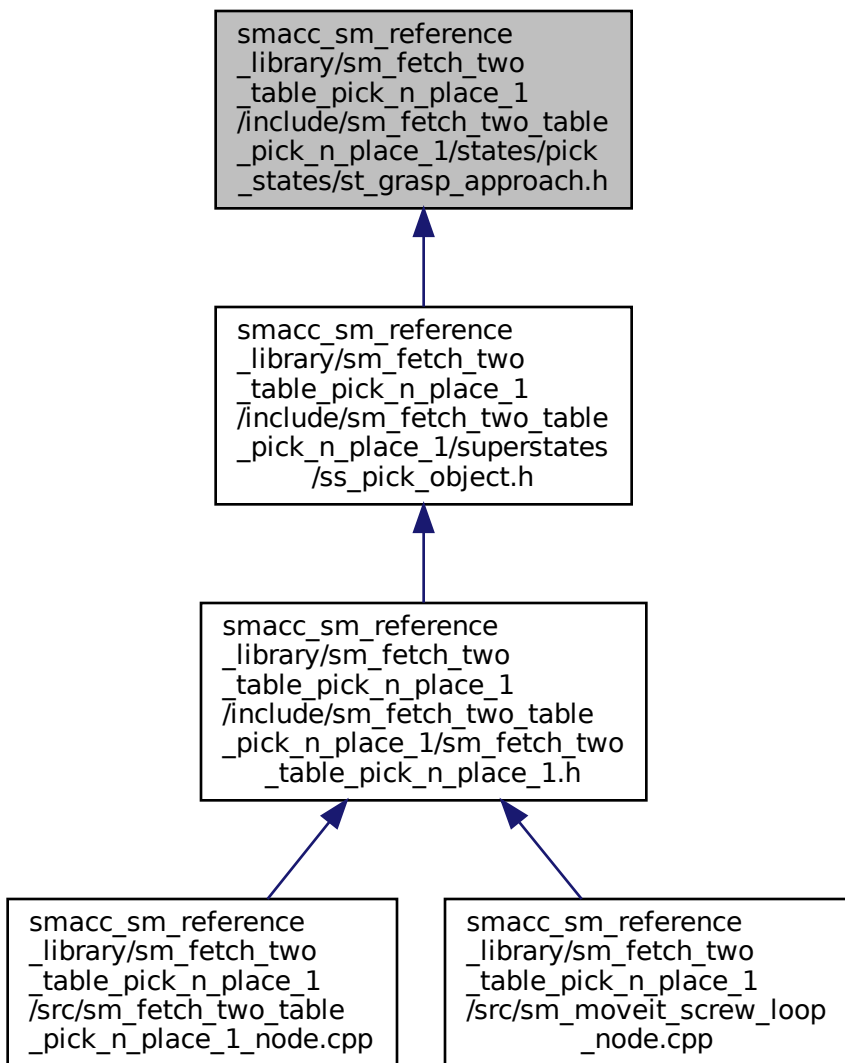 smacc_sm_reference
_library/sm_fetch_two
_table_pick_n_place_1
/include/sm_fetch_two_table
_pick_n_place_1/states/pick
_states/st_grasp_approach.h
smacc_sm_reference
_library/sm_fetch_two
_table_pick_n_place_1
/include/sm_fetch_two_table
_pick_n_place_1/superstates
/ss_pick_object.h
smacc_sm_reference
_library/sm_fetch_two
_table_pick_n_place_1
/include/sm_fetch_two_table
_pick_n_place_1/sm_fetch_two
_table_pick_n_place_1.h
smacc_sm_reference
_library/sm_fetch_two
_table_pick_n_place_1
/src/sm_fetch_two_table
_pick_n_place_1_node.cpp
smacc_sm_reference
_library/sm_fetch_two
_table_pick_n_place_1
/src/sm_moveit_screw_loop
_node.cpp